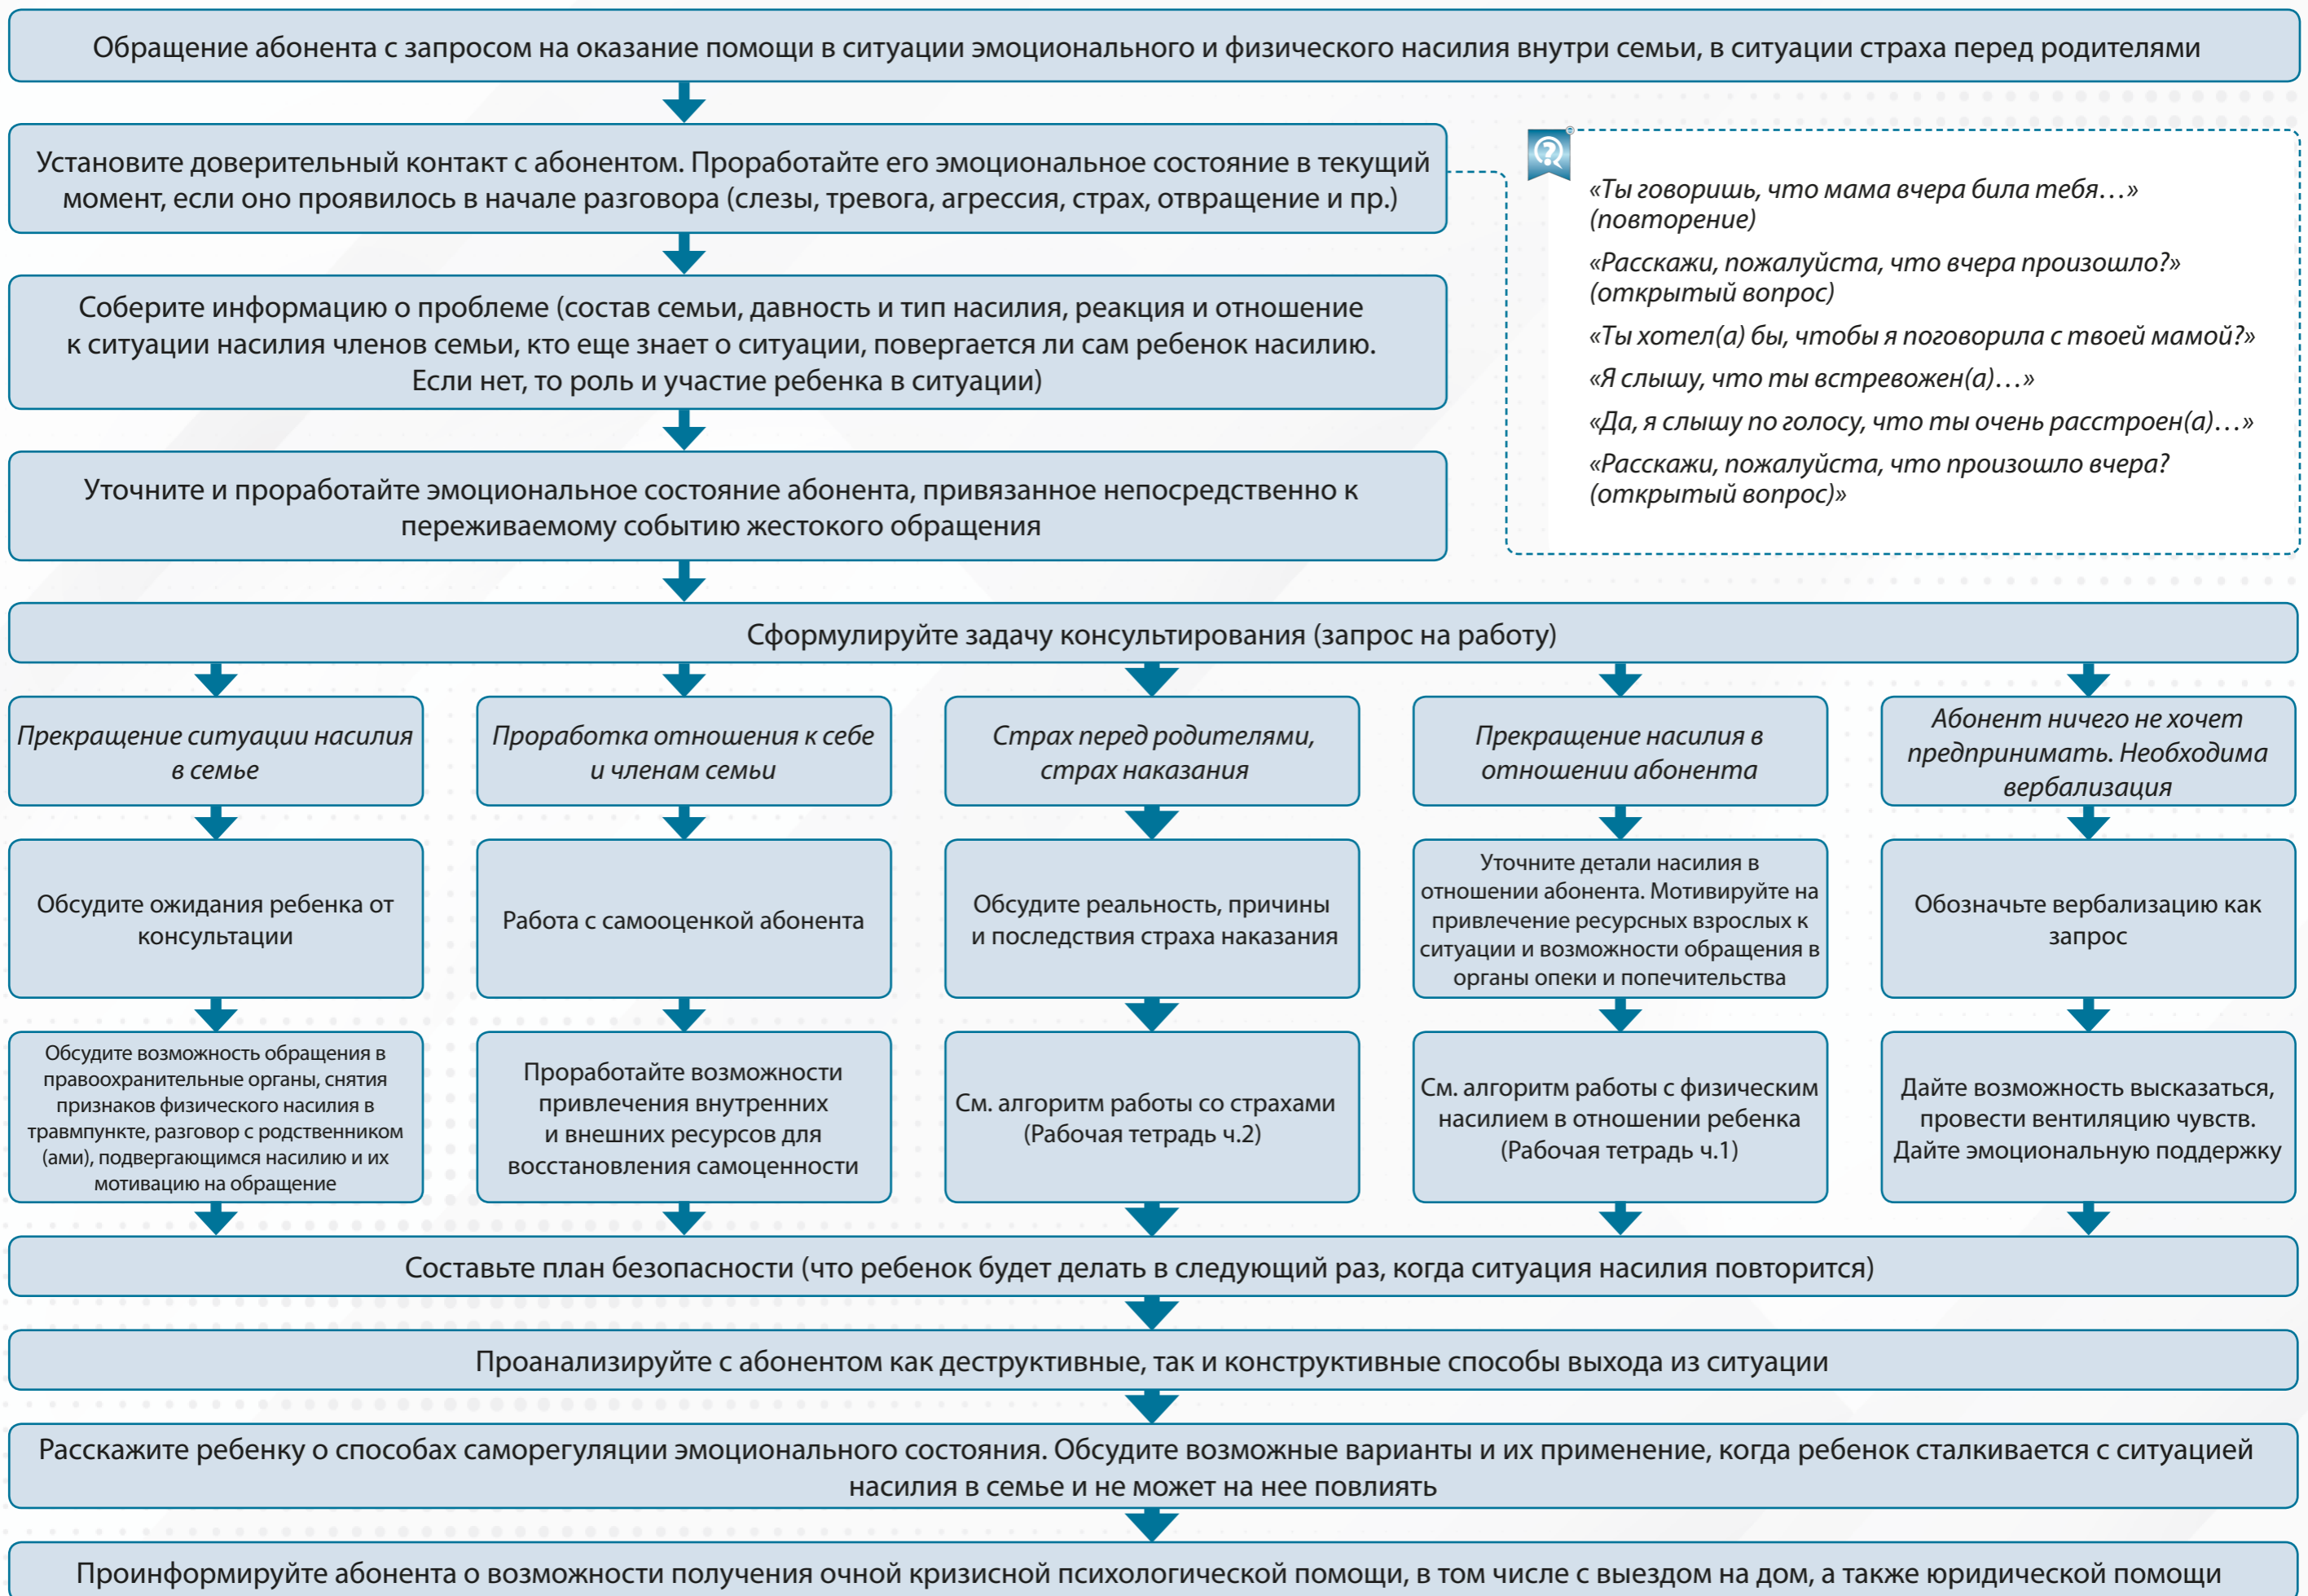 Обращение абонента с запросом на оказание помощи в ситуации эмоционального и физического насилия внутри семьи, в ситуации страха перед родителями
Установите доверительный контакт с абонентом. Проработайте его эмоциональное состояние в текущий
момент, если оно проявилось в начале разговора (слезы, тревога, агрессия, страх, отвращение и пр.)
«Ты говоришь, что мама вчера била тебя…»
(повторение)
«Расскажи, пожалуйста, что вчера произошло?»
(открытый вопрос)
«Ты хотел(а) бы, чтобы я поговорила с твоей мамой?»
«Я слышу, что ты встревожен(а)…»
«Да, я слышу по голосу, что ты очень расстроен(а)…»
«Расскажи, пожалуйста, что произошло вчера?
(открытый вопрос)»
Соберите информацию о проблеме (состав семьи, давность и тип насилия, реакция и отношение
к ситуации насилия членов семьи, кто еще знает о ситуации, повергается ли сам ребенок насилию.
Если нет, то роль и участие ребенка в ситуации)
Уточните и проработайте эмоциональное состояние абонента, привязанное непосредственно к
переживаемому событию жестокого обращения
Сформулируйте задачу консультирования (запрос на работу)
Прекращение ситуации насилия
в семье
Проработка отношения к себе
и членам семьи
Страх перед родителями,
страх наказания
Прекращение насилия в
отношении абонента
Абонент ничего не хочет
предпринимать. Необходима
вербализация
Обсудите ожидания ребенка от
консультации
Работа с самооценкой абонента
Обсудите реальность, причины
и последствия страха наказания
Уточните детали насилия в
отношении абонента. Мотивируйте на
привлечение ресурсных взрослых к
ситуации и возможности обращения в
органы опеки и попечительства
Обозначьте вербализацию как
запрос
Обсудите возможность обращения в
правоохранительные органы, снятия
признаков физического насилия в
травмпункте, разговор с родственником
(ами), подвергающимся насилию и их
мотивацию на обращение
Проработайте возможности
привлечения внутренних
и внешних ресурсов для
восстановления самоценности
См. алгоритм работы со страхами
(Рабочая тетрадь ч.2)
См. алгоритм работы с физическим
насилием в отношении ребенка
(Рабочая тетрадь ч.1)
Дайте возможность высказаться,
провести вентиляцию чувств.
Дайте эмоциональную поддержку
Составьте план безопасности (что ребенок будет делать в следующий раз, когда ситуация насилия повторится)
Проанализируйте с абонентом как деструктивные, так и конструктивные способы выхода из ситуации
Расскажите ребенку о способах саморегуляции эмоционального состояния. Обсудите возможные варианты и их применение, когда ребенок сталкивается с ситуацией
насилия в семье и не может на нее повлиять
Проинформируйте абонента о возможности получения очной кризисной психологической помощи, в том числе с выездом на дом, а также юридической помощи